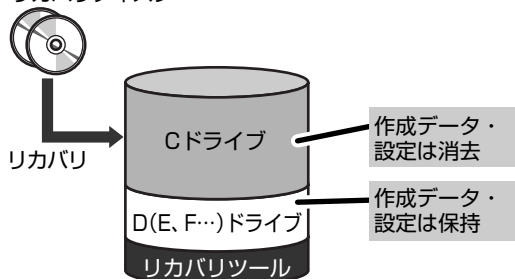 リカバリ
Cドライブ
作成データ・
設定は消去
D(E、F…)ドライブ
作成データ・
設定は保持
リカバリツール